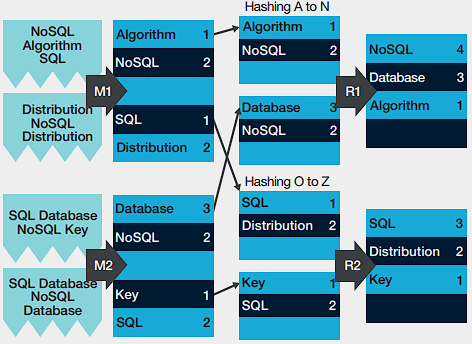 NoSQL
Algorithm
SQL
Distribution
NoSQL
Distribution
M1
Algorithm 1
NoSQL 2
SQL 1
Distribution 2
SQL Database
NoSQL Key
SQL Database
NoSQL
Database
M2
Database 3
NoSQL 2
Key 1
SQL 2
Hashing A to N
Algorithm 1
NoSQL 2
Database 3
NoSQL 2
Hashing O to Z
SQL 1
Distribution 2
Key 1
SQL 2
R1
NoSQL 4
Database 3
Algorithm 1
R2
SQL 3
Distribution 2
Key 1